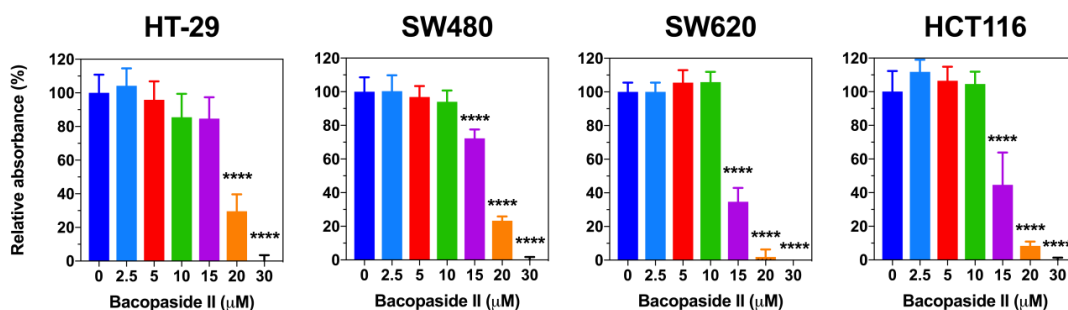 HT-29 SW480 SW620 HCT116
Relative absorbance (%)
120 120 120 120
100 100 100 100
80 80 80 80
60 60 60 60
40 40 40 40
20 20 20 20
0 0 0 0
**** **** **** **** **** **** **** **** **** **** ****
0 2.5 5 10 15 20 30 0 2.5 5 10 15 20 30 0 2.5 5 10 15 20 30 0 2.5 5 10 15 20 30
Bacopaside II (μM) Bacopaside II (μM) Bacopaside II (μM) Bacopaside II (μM)